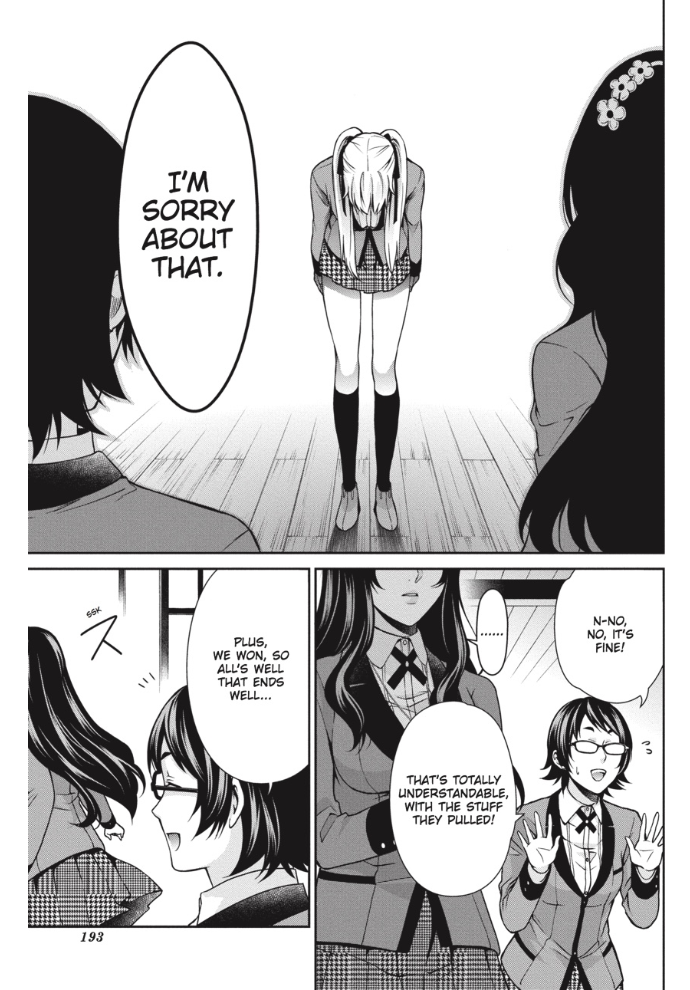 I'M
SORRY
ABOUT
THAT.
N-NO,
NO, IT'S
FINE!
......
THAT'S TOTALLY
UNDERSTANDABLE,
WITH THE STUFF
THEY PULLED!
PLUS,
WE WON, SO
ALL'S WELL
THAT ENDS
WELL...
SSK
ス
193